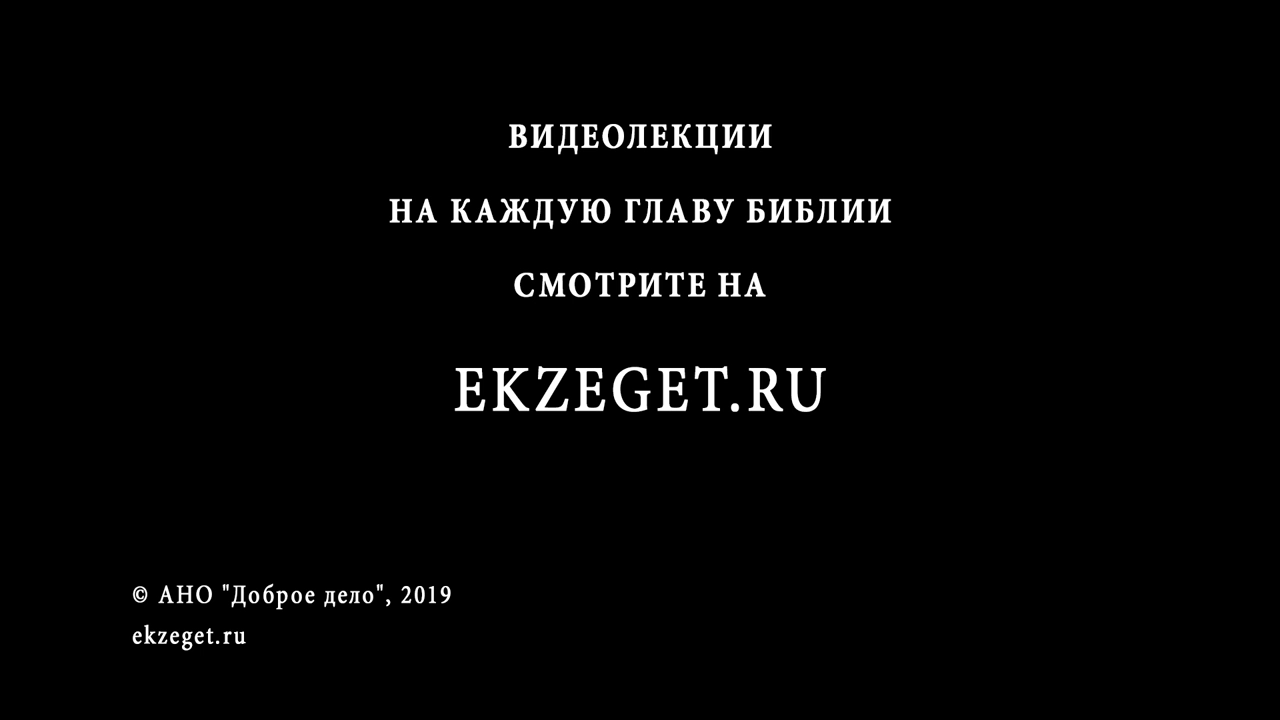 ВИДЕОЛЕКЦИИ
НА КАЖДУЮ ГЛАВУ БИБЛИИ
СМОТРИТЕ НА
EKZEGET.RU
© АНО "Доброе дело", 2019
ekzeget.ru